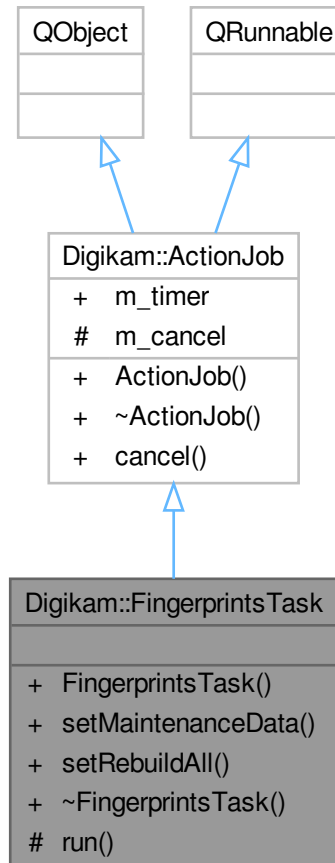 QObject
QRunnable
Digikam::ActionJob
+ m_timer
# m_cancel
+ ActionJob()
+ ~ActionJob()
+ cancel()
Digikam::FingerprintsTask
+ FingerprintsTask()
+ setMaintenanceData()
+ setRebuildAll()
+ ~FingerprintsTask()
# run()